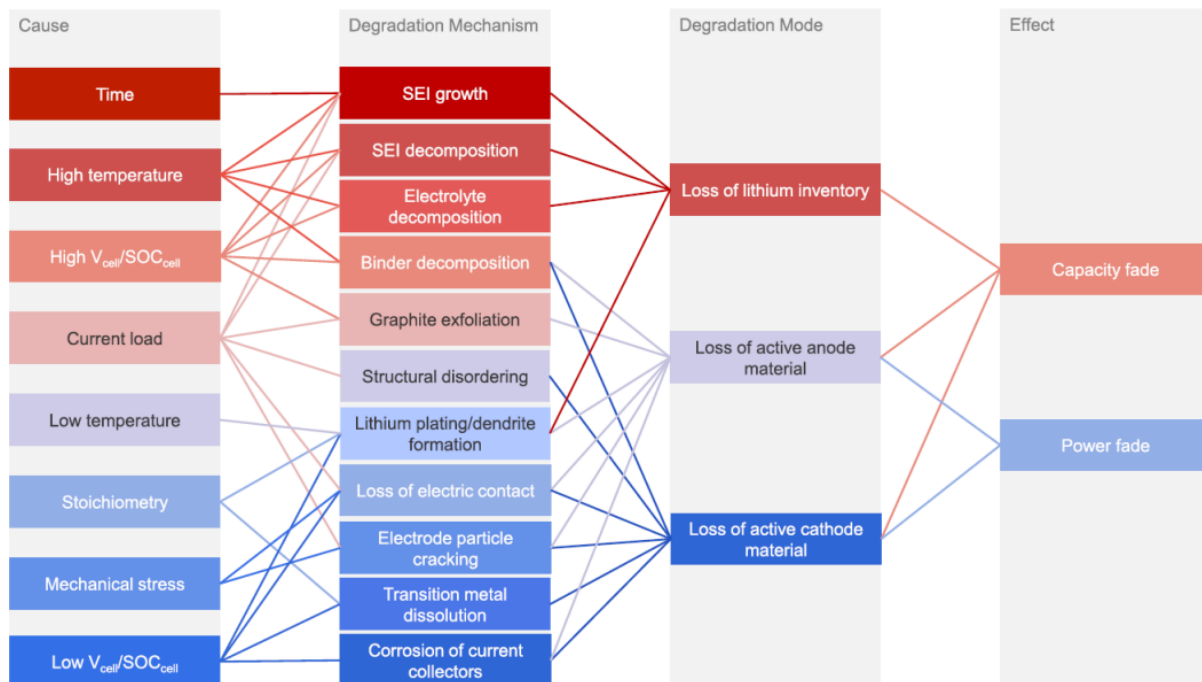 Cause
Degradation Mechanism
Degradation Mode
Effect
Time
High temperature
High Vcell/SOCcell
Current load
Low temperature
Stoichiometry
Mechanical stress
Low Vcell/SOCcell
SEI growth
SEI decomposition
Electrolyte
decomposition
Binder decomposition
Graphite exfoliation
Structural disordering
Lithium plating/dendrite
formation
Loss of electric contact
Electrode particle
cracking
Transition metal
dissolution
Corrosion of current
collectors
Loss of lithium inventory
Loss of active anode
material
Loss of active cathode
material
Capacity fade
Power fade